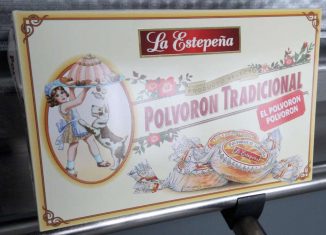 La Estepeña
POLVORON TRADICIONAL
EL POLVORON
POLVORON